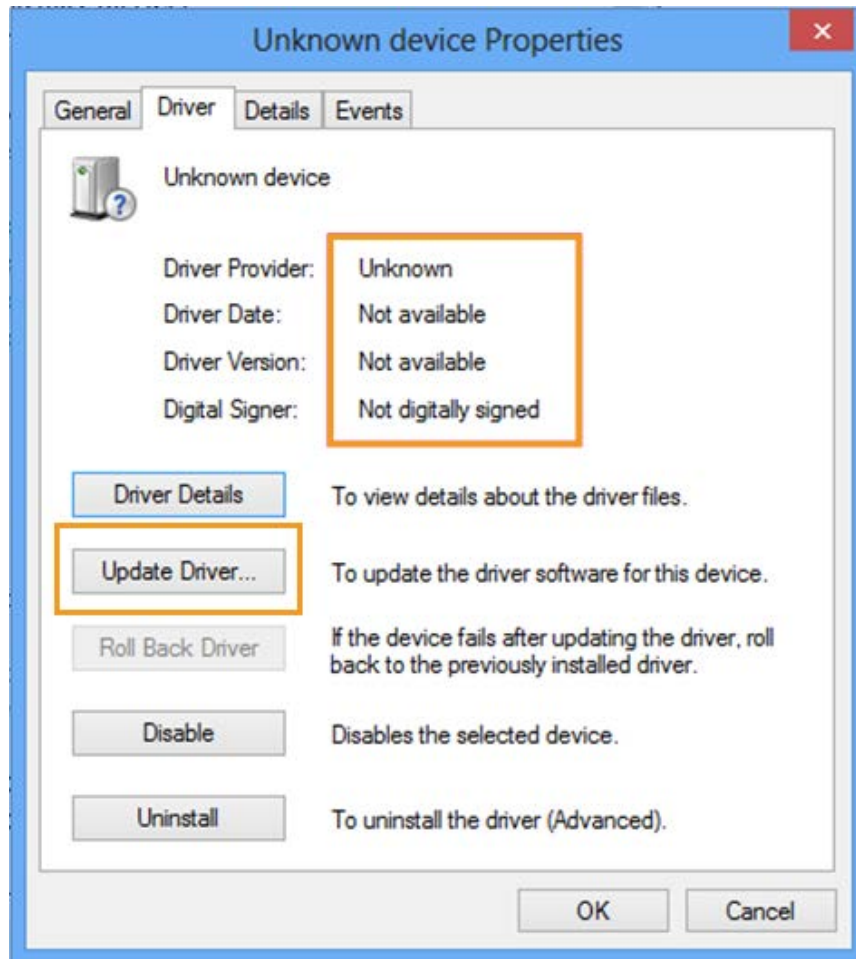 Unknown device Properties
General Driver Details Events
Unknown device
Driver Provider: Unknown
Driver Date: Not available
Driver Version: Not available
Digital Signer: Not digitally signed
Driver Details To view details about the driver files.
Update Driver... To update the driver software for this device.
Roll Back Driver If the device fails after updating the driver, roll
back to the previously installed driver.
Disable Disables the selected device.
Uninstall To uninstall the driver (Advanced).
OK Cancel